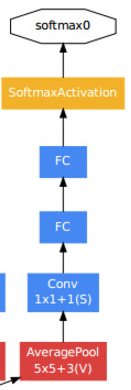 softmax0
SoftmaxActivation
FC
FC
Conv
1x1+1(S)
AveragePool
5x5+3(V)